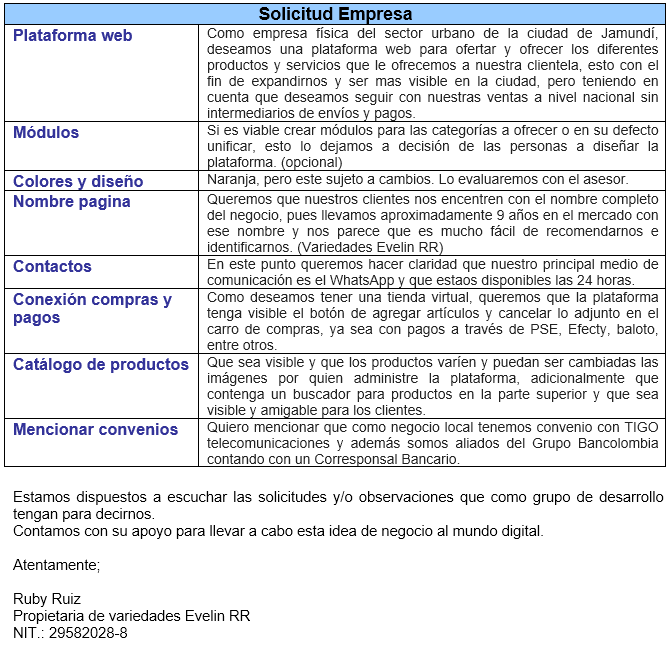 Solicitud Empresa
Plataforma web
Como empresa física del sector urbano de la ciudad de Jamundí,
deseamos una plataforma web para ofertar y ofrecer los diferentes
productos y servicios que le ofrecemos a nuestra clientela, esto con el
fin de expandirnos y ser mas visible en la ciudad, pero teniendo en
cuenta que deseamos seguir con nuestras ventas a nivel nacional sin
intermediarios de envíos y pagos.
Módulos
Si es viable crear módulos para las categorías a ofrecer o en su defecto
unificar, esto lo dejamos a decisión de las personas a diseñar la
plataforma. (opcional)
Colores y diseño
Naranja, pero este sujeto a cambios. Lo evaluaremos con el asesor.
Nombre pagina
Queremos que nuestros clientes nos encentren con el nombre completo
del negocio, pues llevamos aproximadamente 9 años en el mercado con
ese nombre y nos parece que es mucho fácil de recomendarnos e
identificarnos. (Variedades Evelin RR)
Contactos
En este punto queremos hacer claridad que nuestro principal medio de
comunicación es el WhatsApp y que estaos disponibles las 24 horas.
Conexión compras y
pagos
Como deseamos tener una tienda virtual, queremos que la plataforma
tenga visible el botón de agregar artículos y cancelar lo adjunto en el
carro de compras, ya sea con pagos a través de PSE, Efecty, baloto,
entre otros.
Catálogo de productos
Que sea visible y que los productos varíen y puedan ser cambiadas las
imágenes por quien administre la plataforma, adicionalmente que
contenga un buscador para productos en la parte superior y que sea
visible y amigable para los clientes.
Mencionar convenios
Quiero mencionar que como negocio local tenemos convenio con TIGO
telecomunicaciones y además somos aliados del Grupo Bancolombia
contando con un Corresponsal Bancario.
Estamos dispuestos a escuchar las solicitudes y/o observaciones que como grupo de desarrollo
tengan para decirnos.
Contamos con su apoyo para llevar a cabo esta idea de negocio al mundo digital.
Atentamente;
Ruby Ruiz
Propietaria de variedades Evelin RR
NIT.: 29582028-8